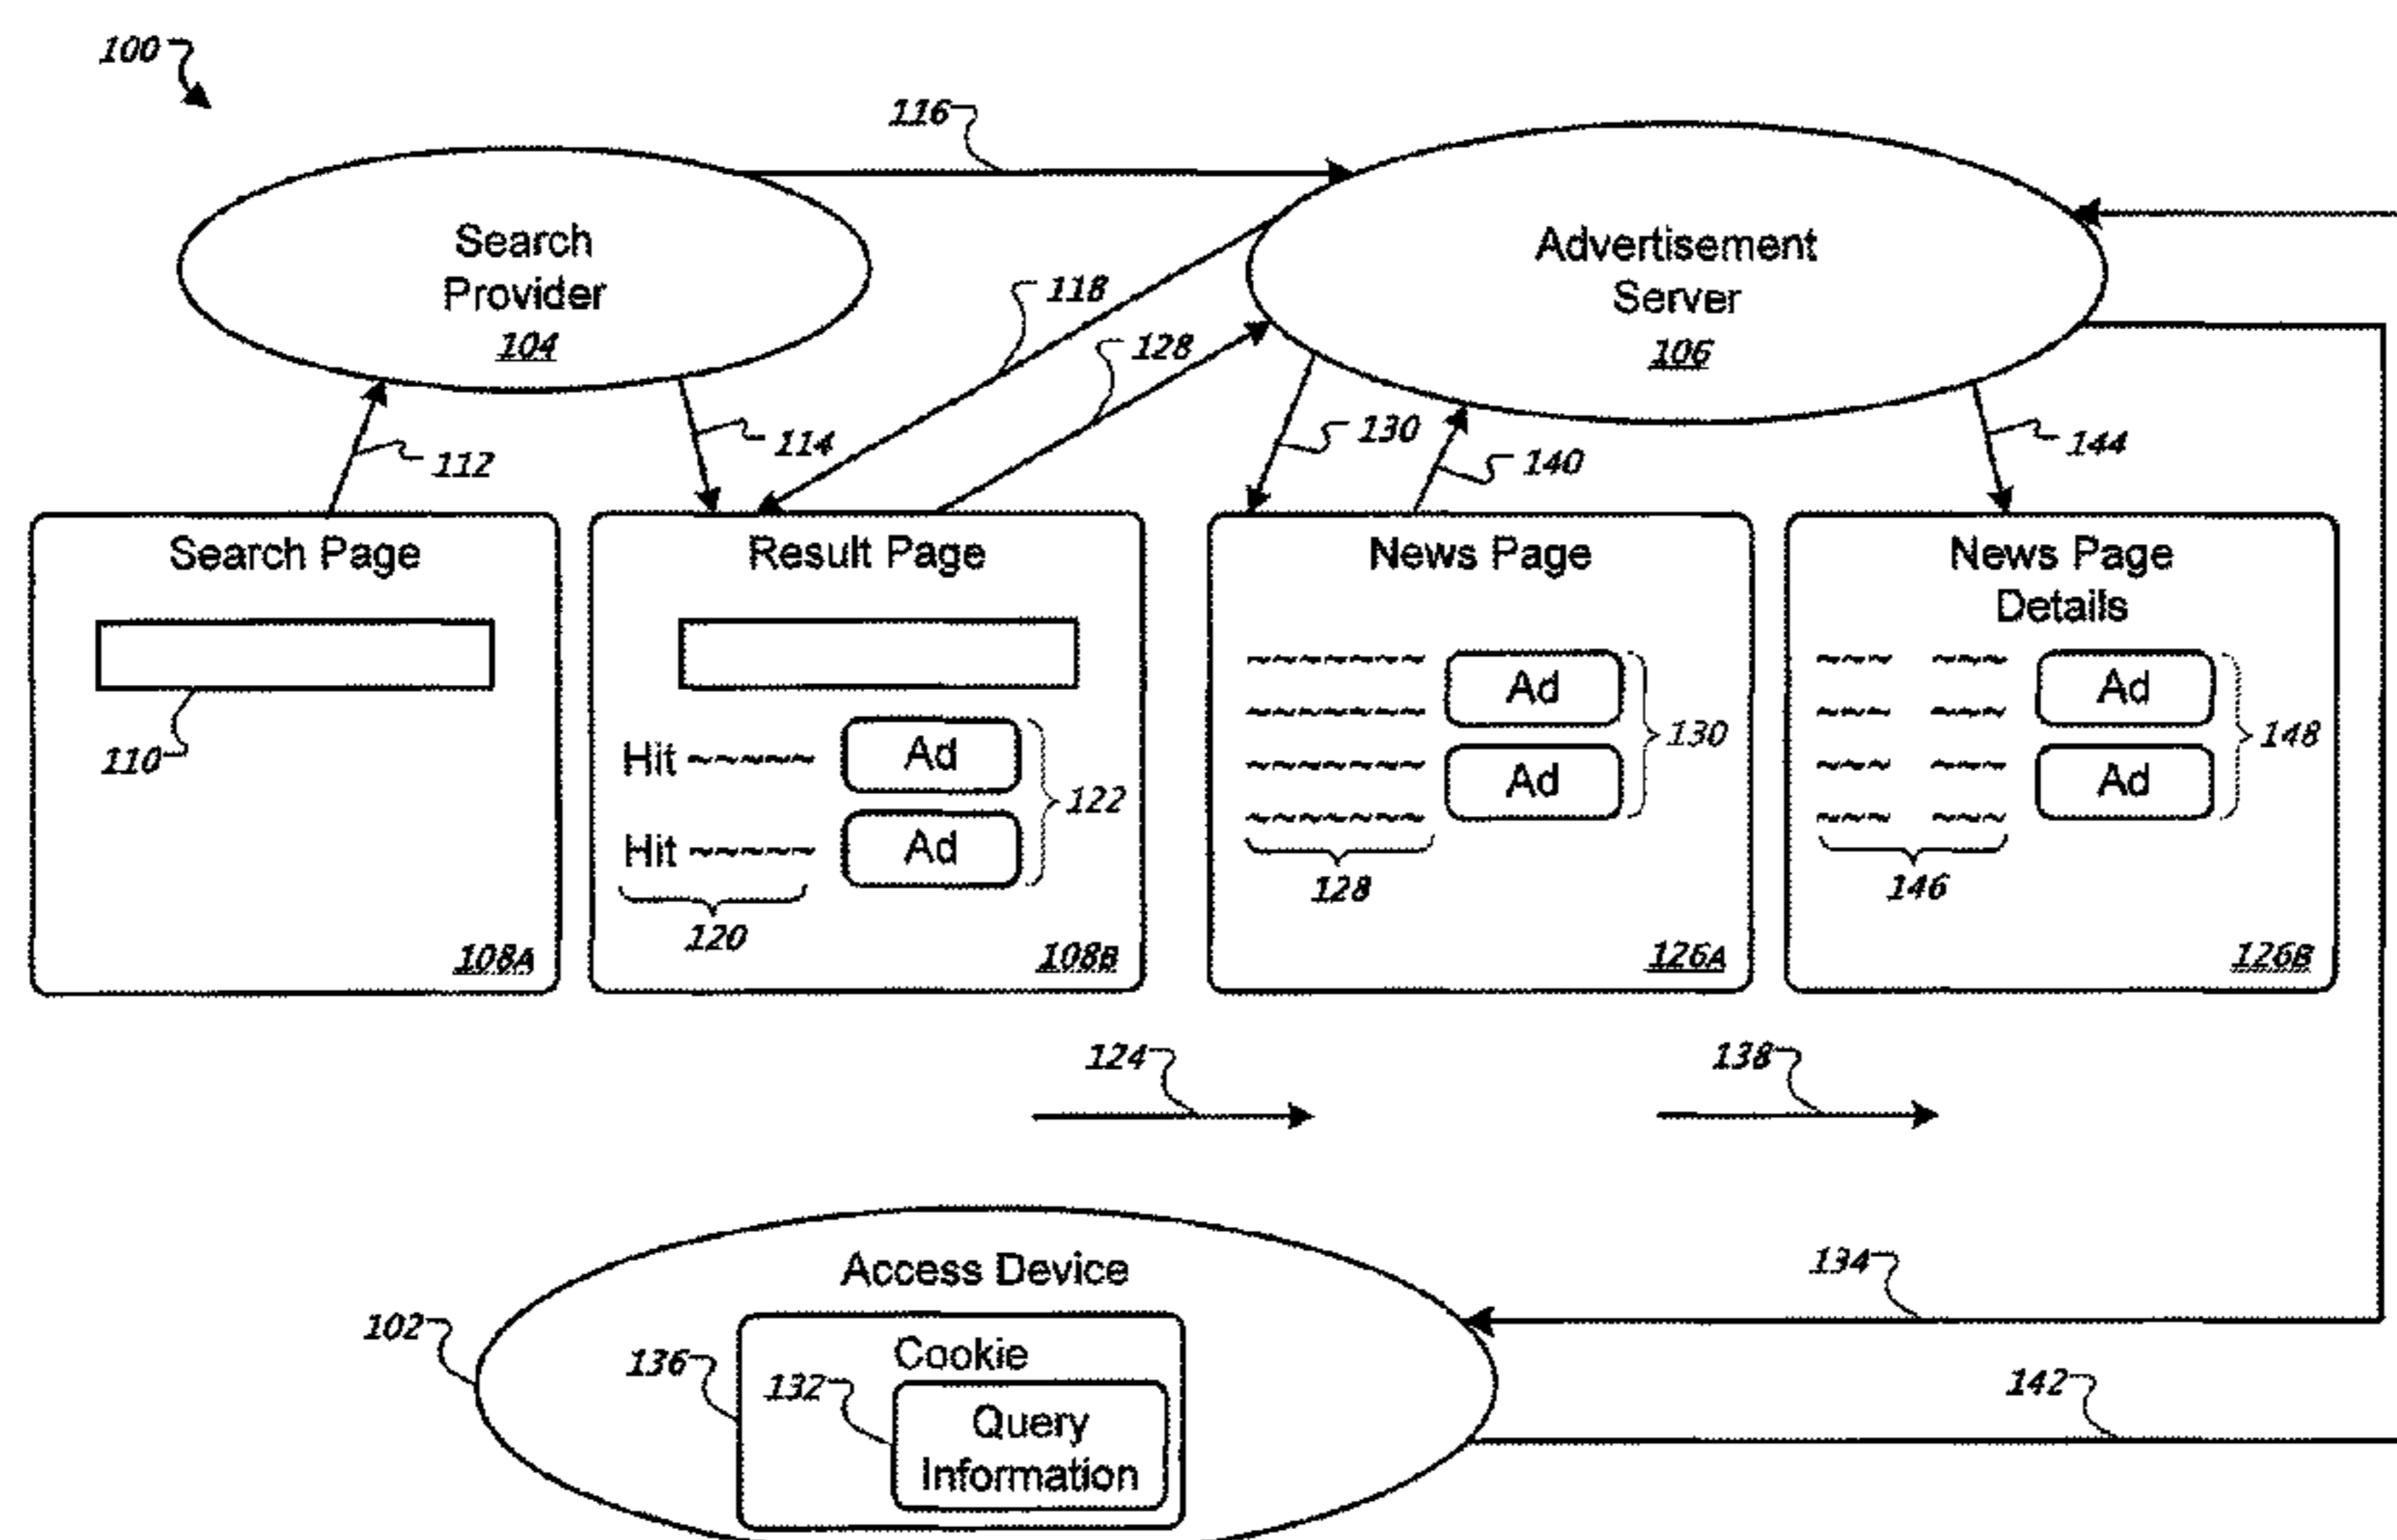 100
116
Search
Provider
104
Advertisement
Server
106
118
128
112
114
130
140
144
Search Page
110
108A
Result Page
Hit ~~~~~ Ad
Hit ~~~~~ Ad
122
120
108B
News Page
Ad
Ad
130
128
126A
News Page
Details
Ad
Ad
148
146
126B
124
138
Access Device
102
134
136
Cookie
132
Query
Information
142